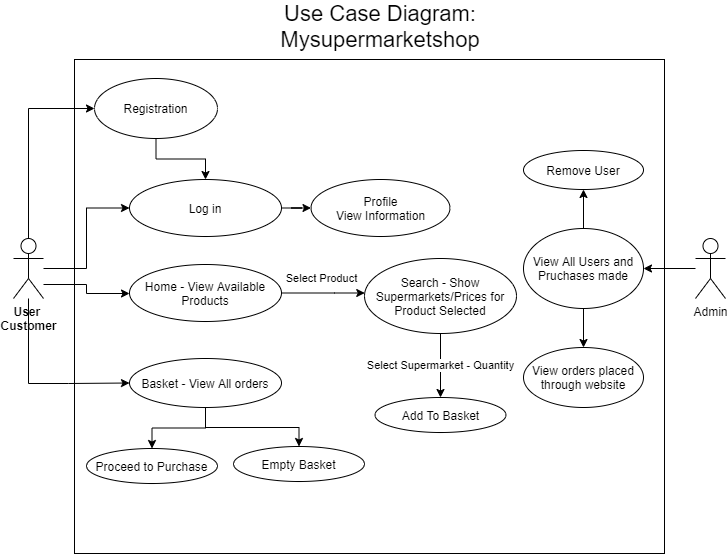 Use Case Diagram:
Mysupermarketshop
Registration
Remove User
Log in
Profile
View Information
User
Customer
Home - View Available
Products
Select Product
Search - Show
Supermarkets/Prices for
Product Selected
View All Users and
Pruchases made
Admin
Select Supermarket - Quantity
View orders placed
through website
Basket - View All orders
Add To Basket
Proceed to Purchase
Empty Basket